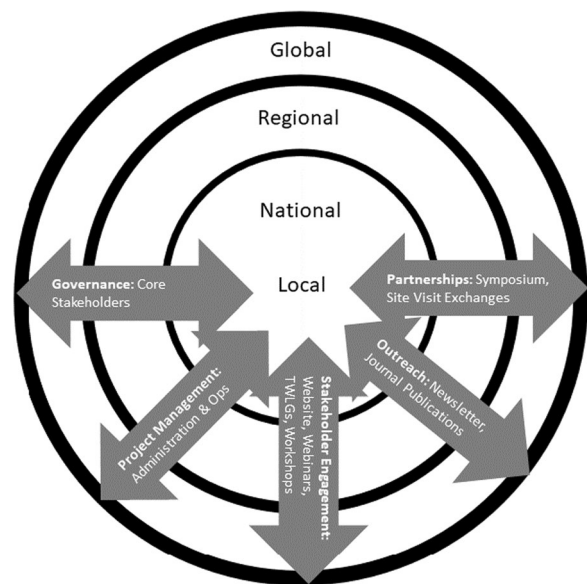 Global
Regional
National
Local
Governance: Core
Stakeholders
Partnerships: Symposium,
Site Visit Exchanges
Project Management:
Administration & Ops
Stakeholder Engagement:
Website, Webinars,
TWLGs, Workshops
Outreach: Newsletter,
Journal Publications